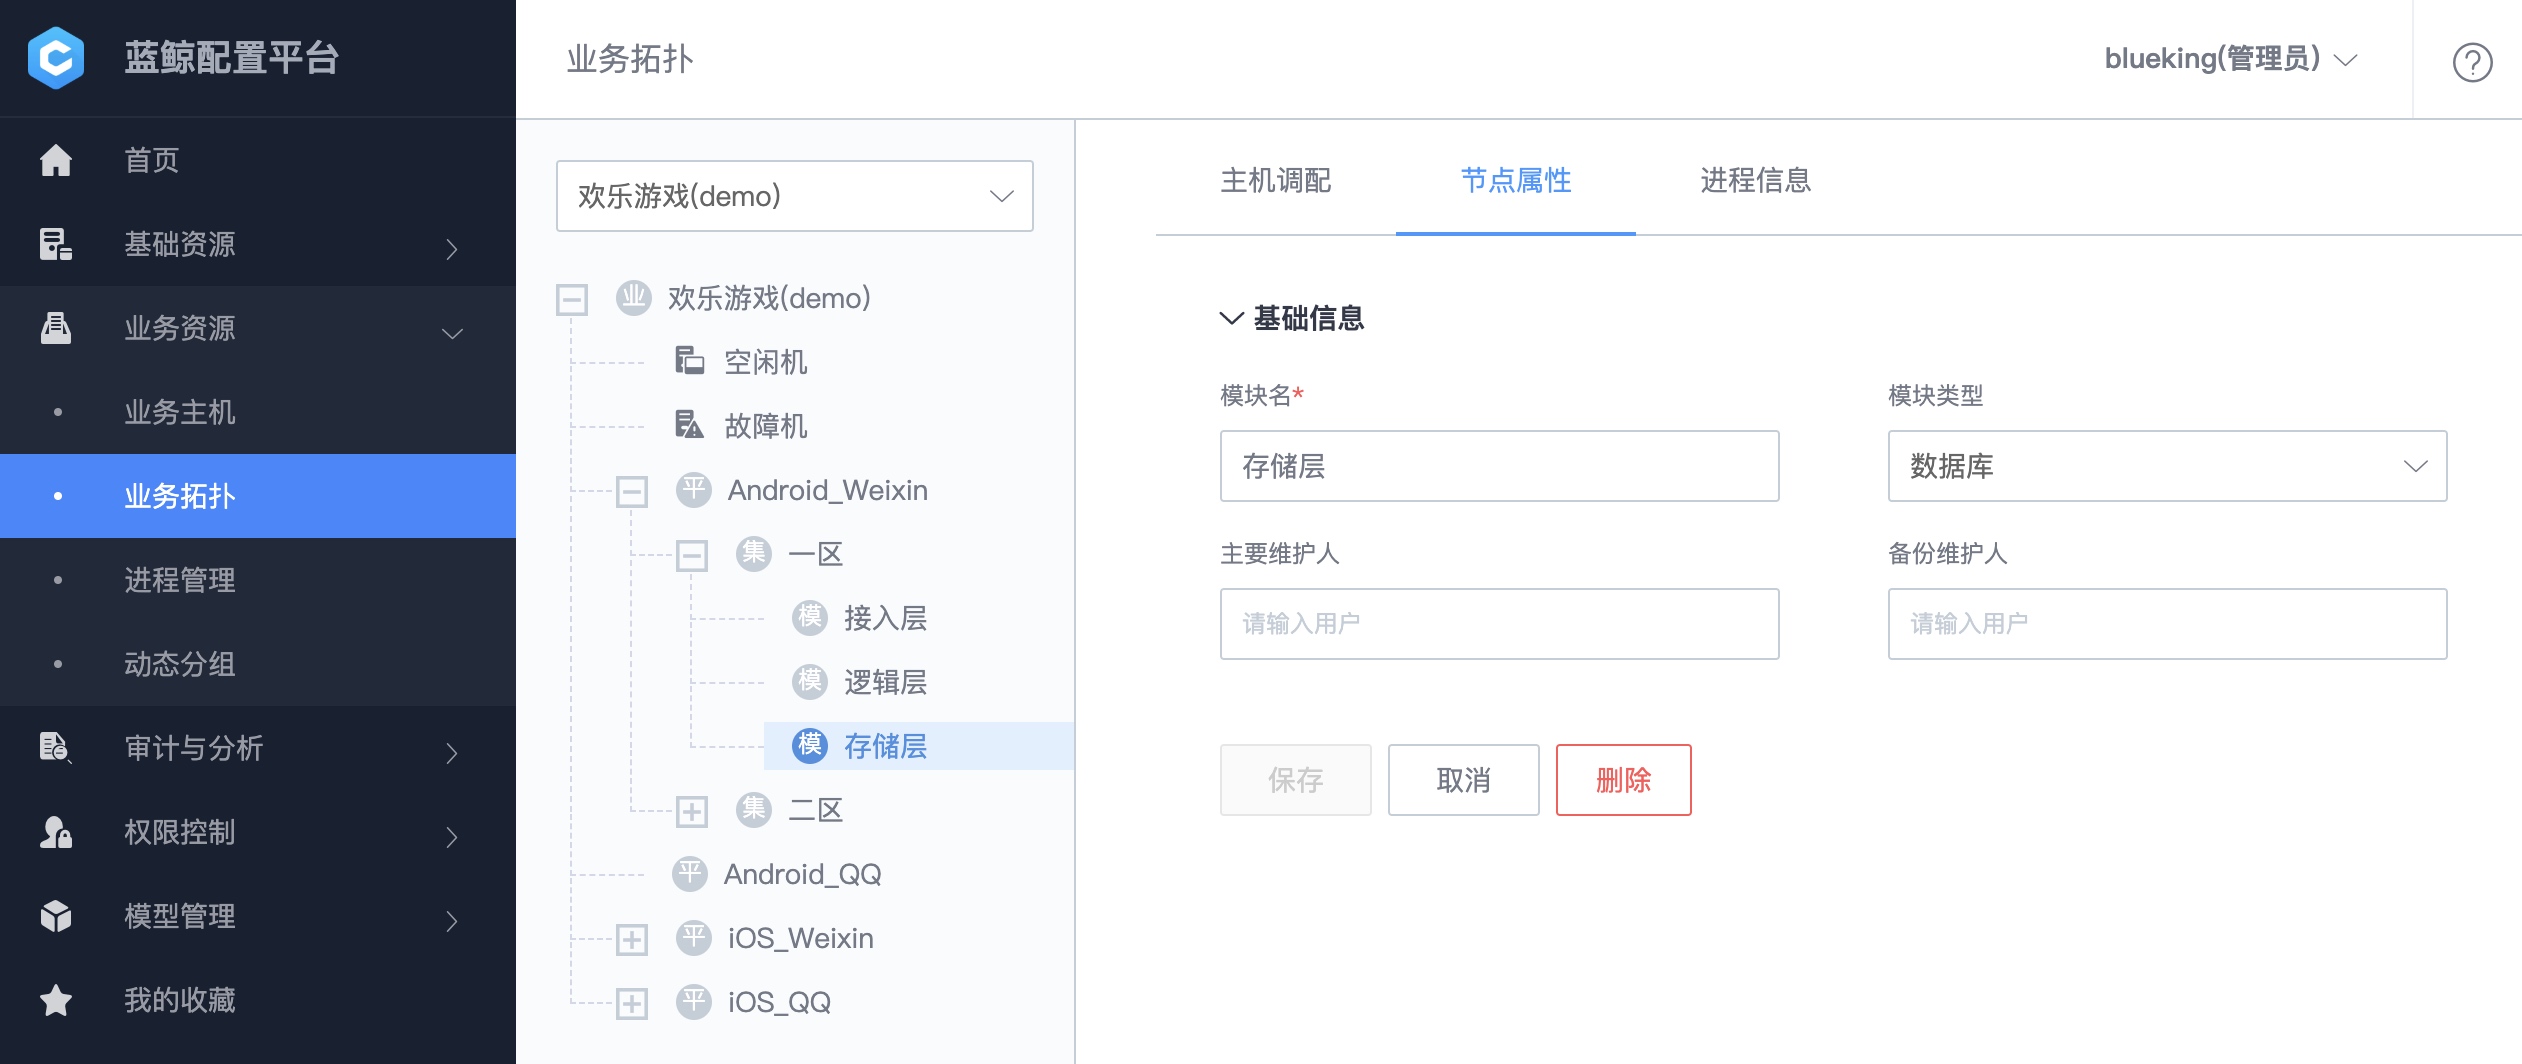 蓝鲸配置平台
首页
基础资源
业务资源
业务主机
业务拓扑
进程管理
动态分组
审计与分析
权限控制
模型管理
我的收藏
业务拓扑
blueking(管理员)
欢乐游戏(demo)
业 欢乐游戏(demo)
空闲机
故障机
平 Android_Weixin
集 一区
模 接入层
模 逻辑层
模 存储层
集 二区
平 Android_QQ
平 iOS_Weixin
平 iOS_QQ
主机调配 节点属性 进程信息
基础信息
模块名* 模块类型
存储层 数据库
主要维护人 备份维护人
请输入用户 请输入用户
保存 取消 删除